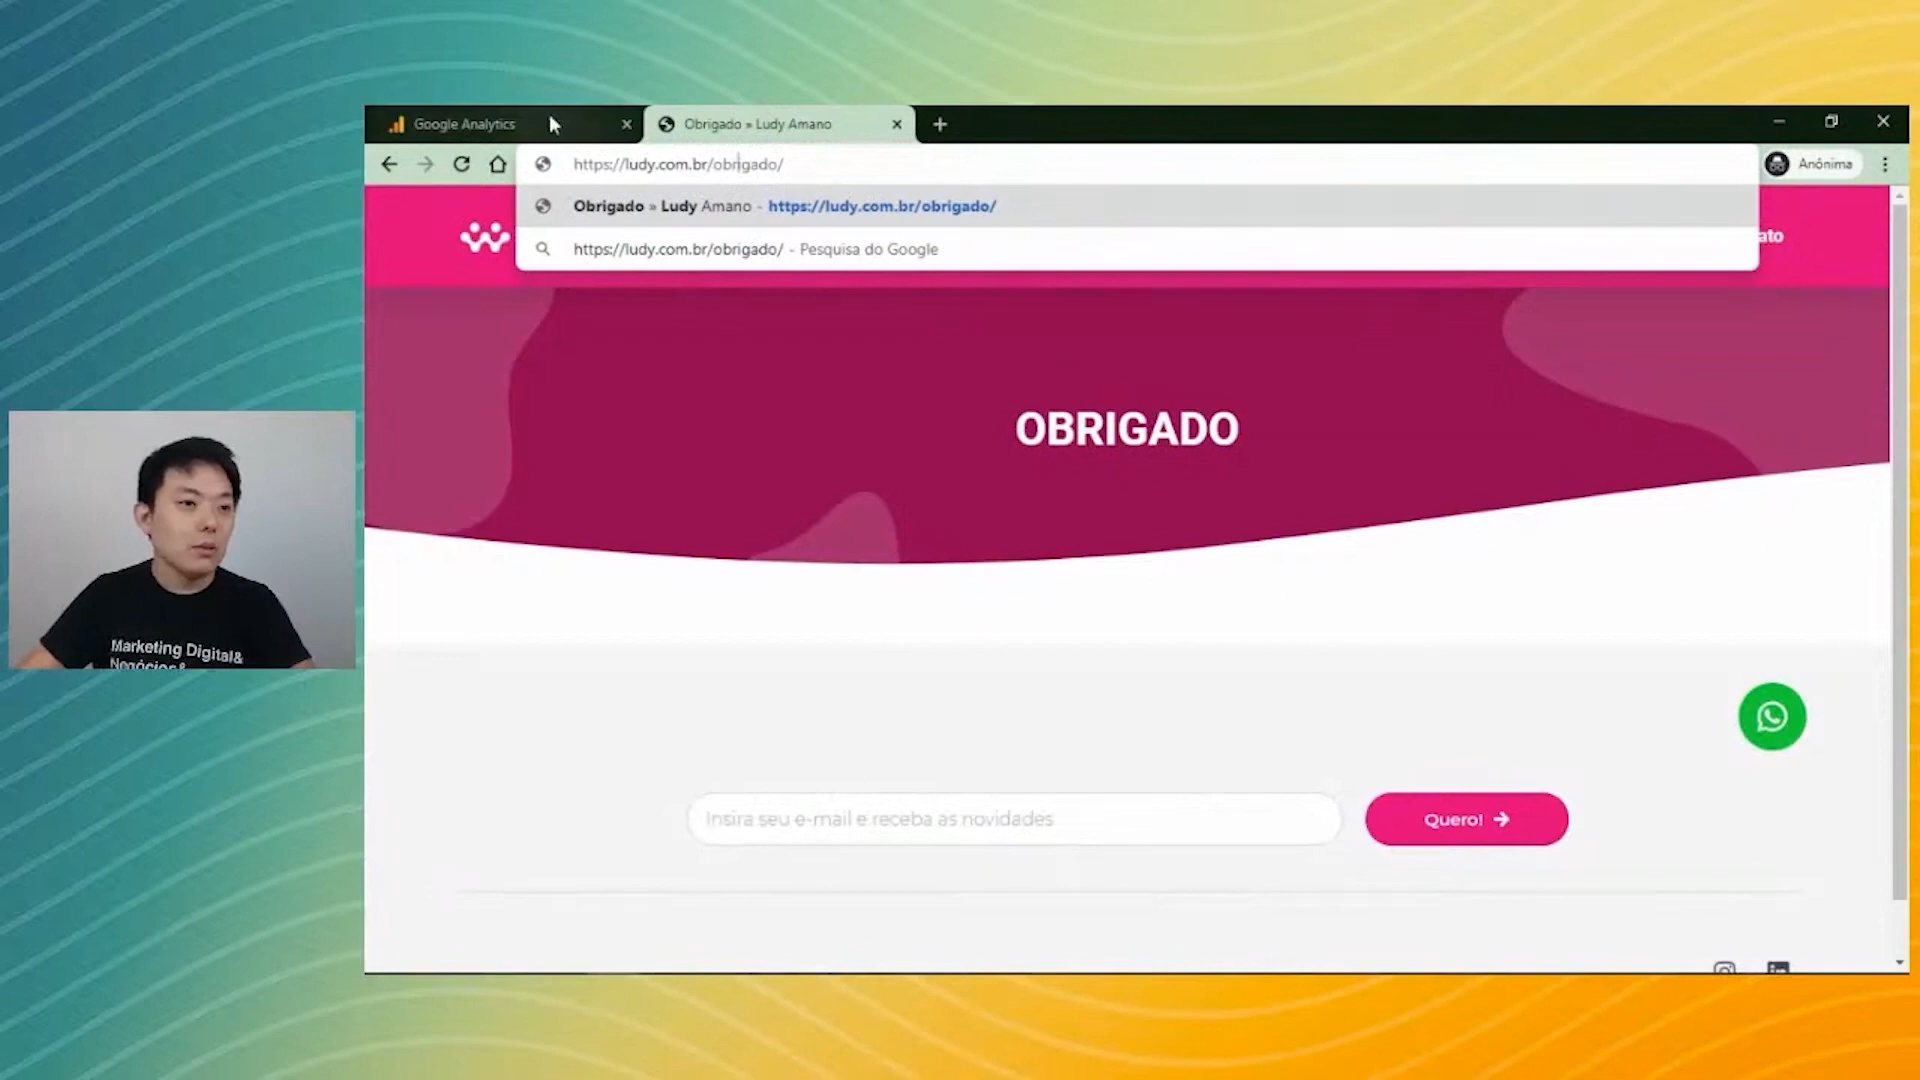 Google Analytics
Obrigado » Ludy Amano
https://ludy.com.br/obrigado/
Anônima
Obrigado » Ludy Amano - https://ludy.com.br/obrigado/
https://ludy.com.br/obrigado/ - Pesquisa do Google
ato
OBRIGADO
Marketing Digital&
Negócios&
Insira seu e-mail e receba as novidades
Quero!